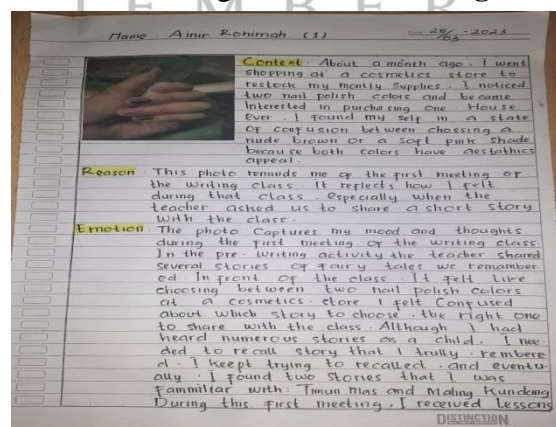 E M B E R
Name : Ainir Rohimah (1)
Date 26/03 - 2023
Context : About a month ago. I went
shopping at a cosmetics store to
restock my montly supplies. I noticed
two nail polish colors and became
Interested in purchasing one. House
ever. I found my self in a state
of confusion between chossing a
nude brown or a soft pink shade
because both colors have aesthatics
appeal.
Reason : This photo reminds me of the first meeting of
the writing class. It reflects how I felt
during that class. especially when the
teacher asked us to share a short story
with the class.
Emotion : The photo Captures my mood and thoughts
during the first meeting of the writing class.
In the pre-writing activity the teacher shared
several stories of fairy tales we remember
ed. In front of the class. It felt like
choosing between two nail polish colors
at a cosmetics store I felt Confused
about which story to choose. the right one
to share with the class. Although I had
heard numerous stories as a child. I nee-
ded to recall story that I trully rembere
d. I keept trying to recollect. and eventu
ally. I found two stories that I was
Fammiliar with: Timun Mas and Maling Kundang
During this first meeting. I received lessons
DISTINCTION